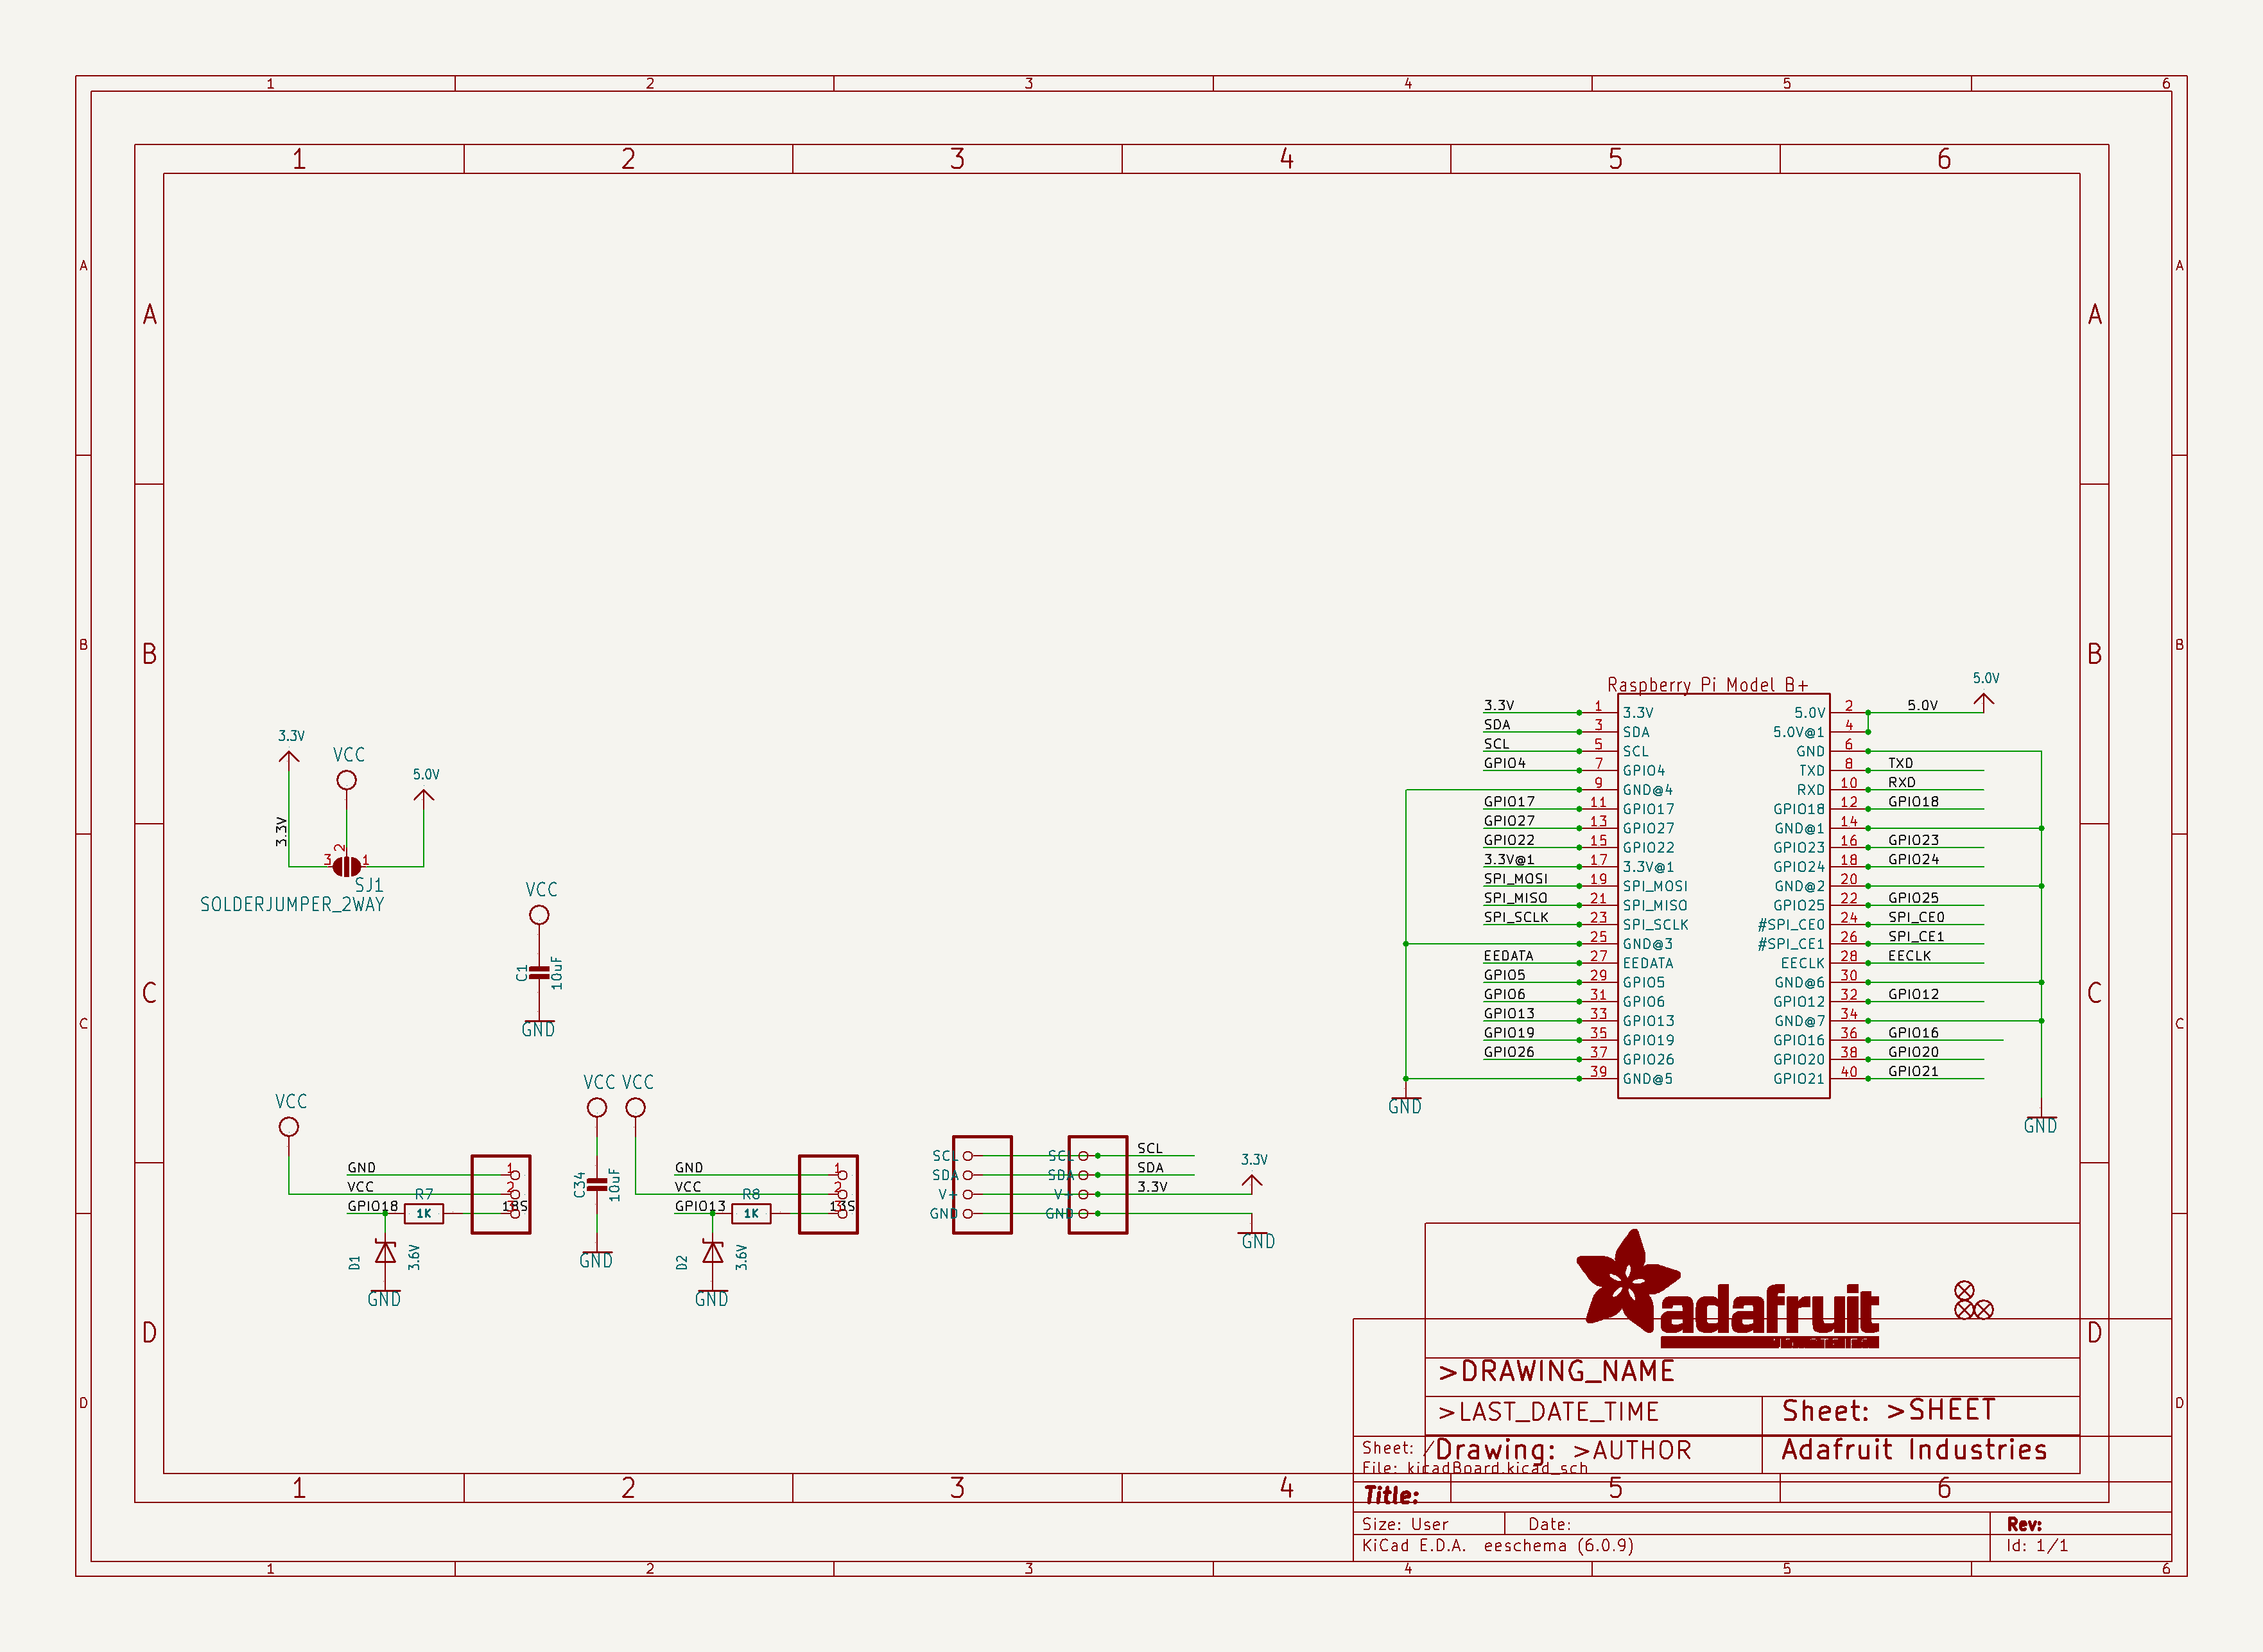 1 2 3 4 5 6
1 2 3 4 5 6
A A
A A
B B
B B
C C
C C
D D
D D
3.3V
VCC
5.0V
3.3V
3 2 1
SJ1
SOLDERJUMPER_2WAY
VCC
C1
10uF
GND
VCC
GND
VCC
GPIO18
R7
1K
1
2
18S
D1
3.6V
GND
VCC VCC
C34
10uF
GND
GND
VCC
GPIO13
R8
1K
1
2
13S
D2
3.6V
GND
SCL SCL SCL
SDA SDA SDA
V+ V+ 3.3V
GND GND
3.3V
GND
Raspberry Pi Model B+
5.0V
3.3V 1 3.3V 5.0V 2 5.0V
SDA 3 SDA 5.0V@1 4
SCL 5 SCL GND 6
GPIO4 7 GPIO4 TXD 8 TXD
9 GND@4 RXD 10 RXD
GPIO17 11 GPIO17 GPIO18 12 GPIO18
GPIO27 13 GPIO27 GND@1 14
GPIO22 15 GPIO22 GPIO23 16 GPIO23
3.3V@1 17 3.3V@1 GPIO24 18 GPIO24
SPI_MOSI 19 SPI_MOSI GND@2 20
SPI_MISO 21 SPI_MISO GPIO25 22 GPIO25
SPI_SCLK 23 SPI_SCLK #SPI_CE0 24 SPI_CE0
25 GND@3 #SPI_CE1 26 SPI_CE1
EEDATA 27 EEDATA EECLK 28 EECLK
GPIO5 29 GPIO5 GND@6 30
GPIO6 31 GPIO6 GPIO12 32 GPIO12
GPIO13 33 GPIO13 GND@7 34
GPIO19 35 GPIO19 GPIO16 36 GPIO16
GPIO26 37 GPIO26 GPIO20 38 GPIO20
39 GND@5 GPIO21 40 GPIO21
GND
GND
adafruit
>DRAWING_NAME
>LAST_DATE_TIME
Sheet: >SHEET
Drawing: >AUTHOR
Adafruit Industries
Sheet: /
File: kicadBoard.kicad_sch
Title:
Size: User
Date:
Rev:
KiCad E.D.A. eeschema (6.0.9)
Id: 1/1
1 2 3 4 5 6
1 2 3 4 5 6